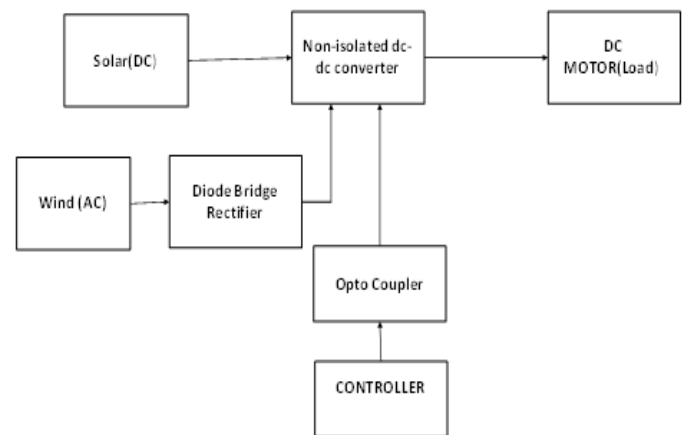 Solar(DC)
Non-isolated dc-
dc converter
DC
MOTOR(Load)
Wind (AC)
Diode Bridge
Rectifier
Opto Coupler
CONTROLLER